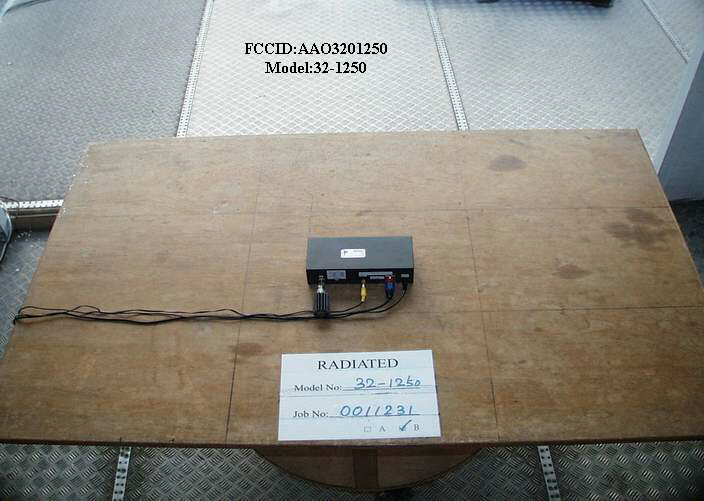 FCCID:AAO3201250
Model:32-1250
RADIATED
Model No: 32-1250
Job No: 0011231
A B